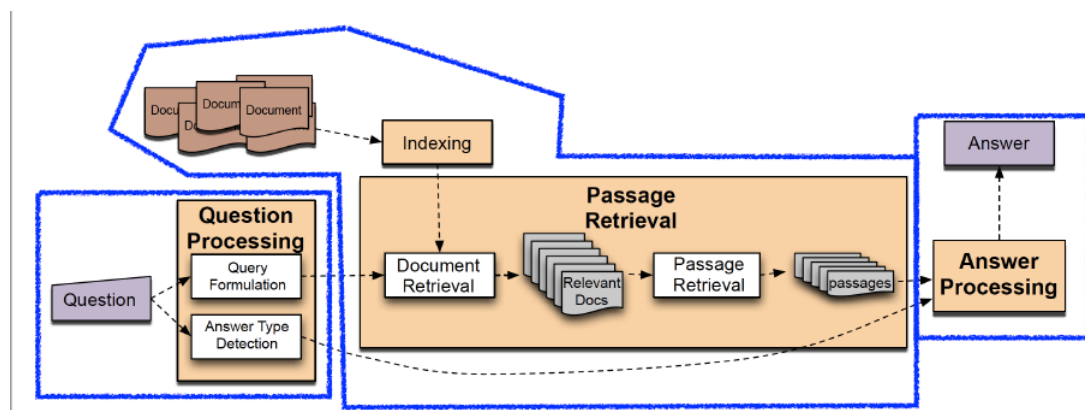 Docu
Docum
Document
Do
Indexing
Answer
Passage
Retrieval
Question
Processing
Query
Formulation
Document
Retrieval
Relevant
Docs
Passage
Retrieval
passages
Answer
Processing
Question
Answer Type
Detection